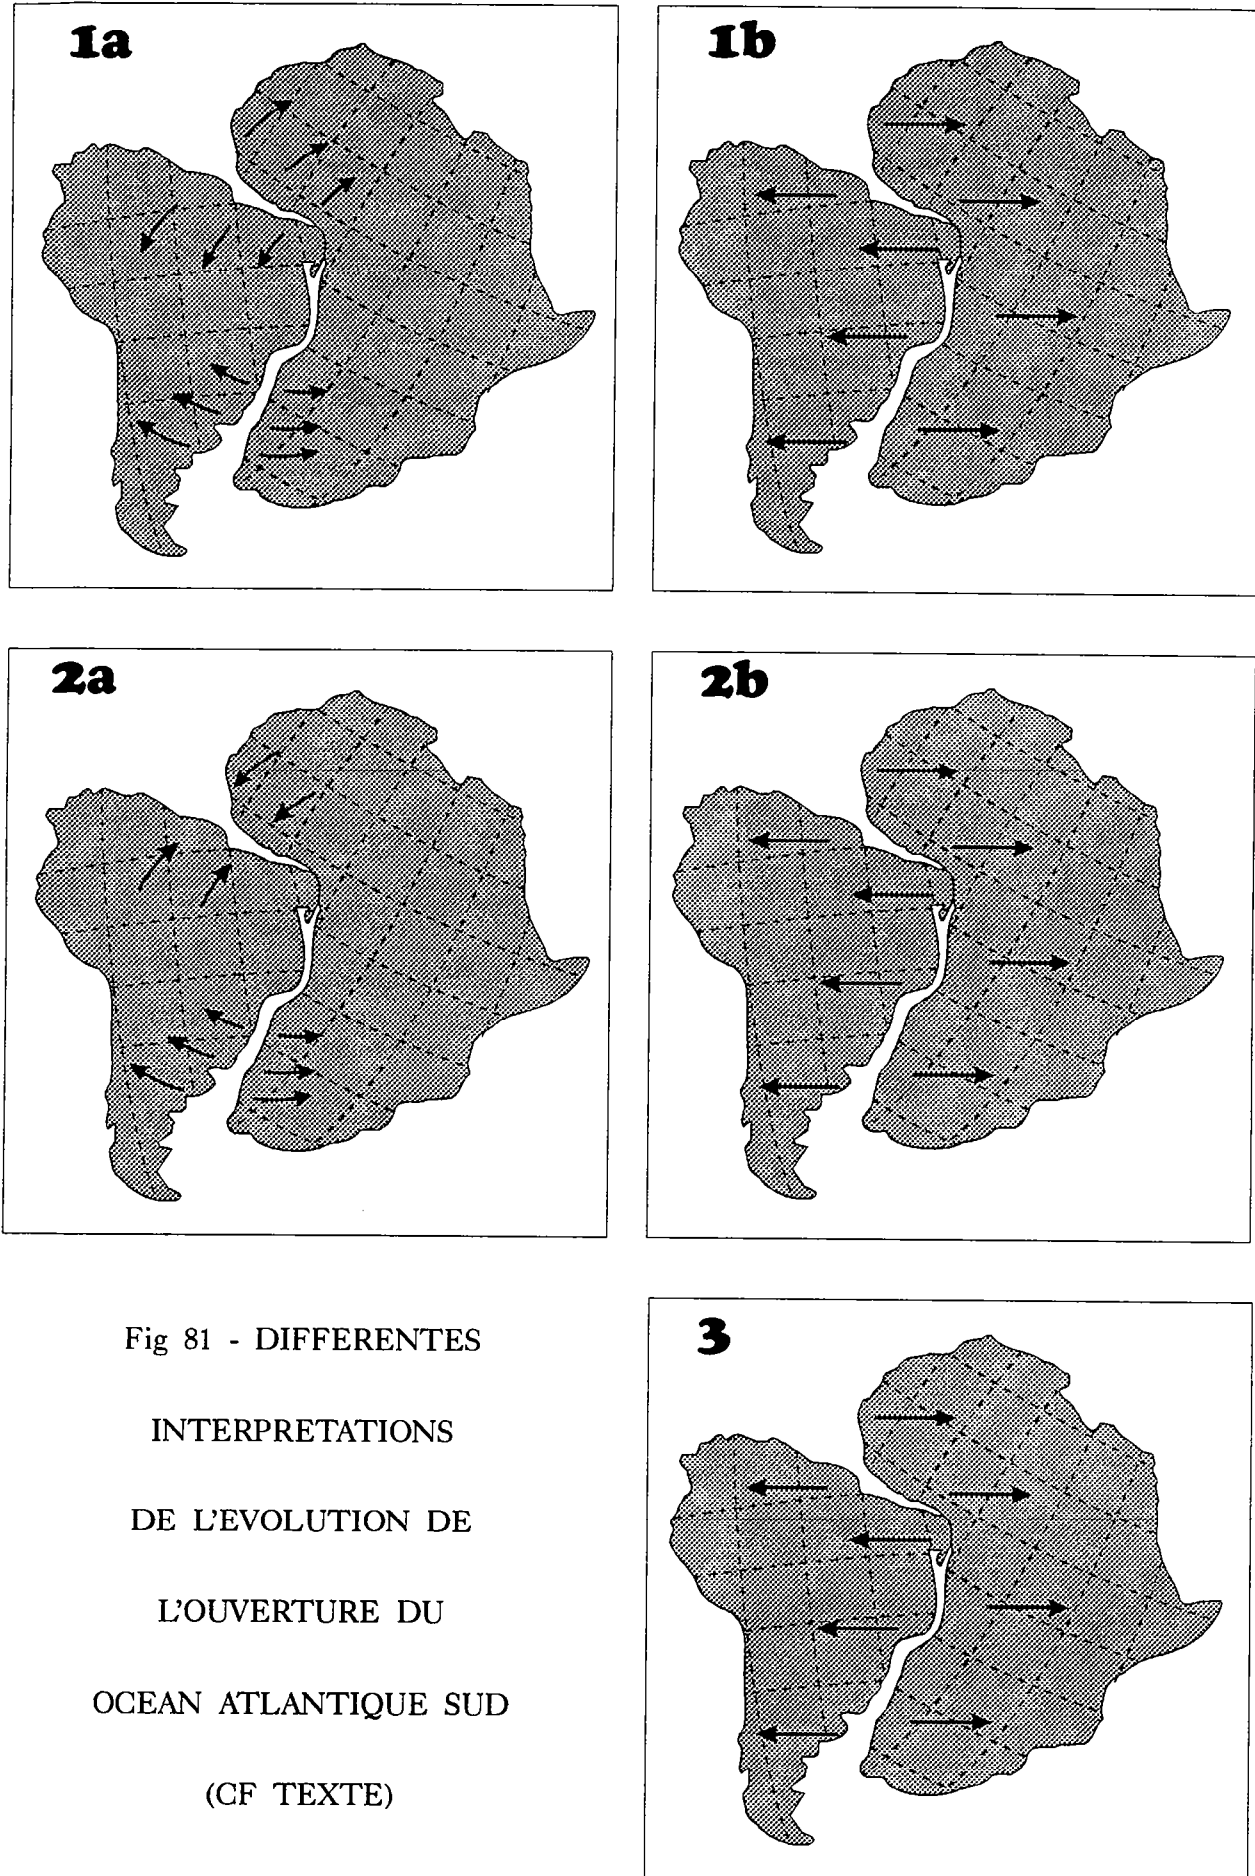 1a
1b
2a
2b
3
Fig 81 - DIFFERENTES
INTERPRETATIONS
DE L'EVOLUTION DE
L'OUVERTURE DU
OCEAN ATLANTIQUE SUD
(CF TEXTE)